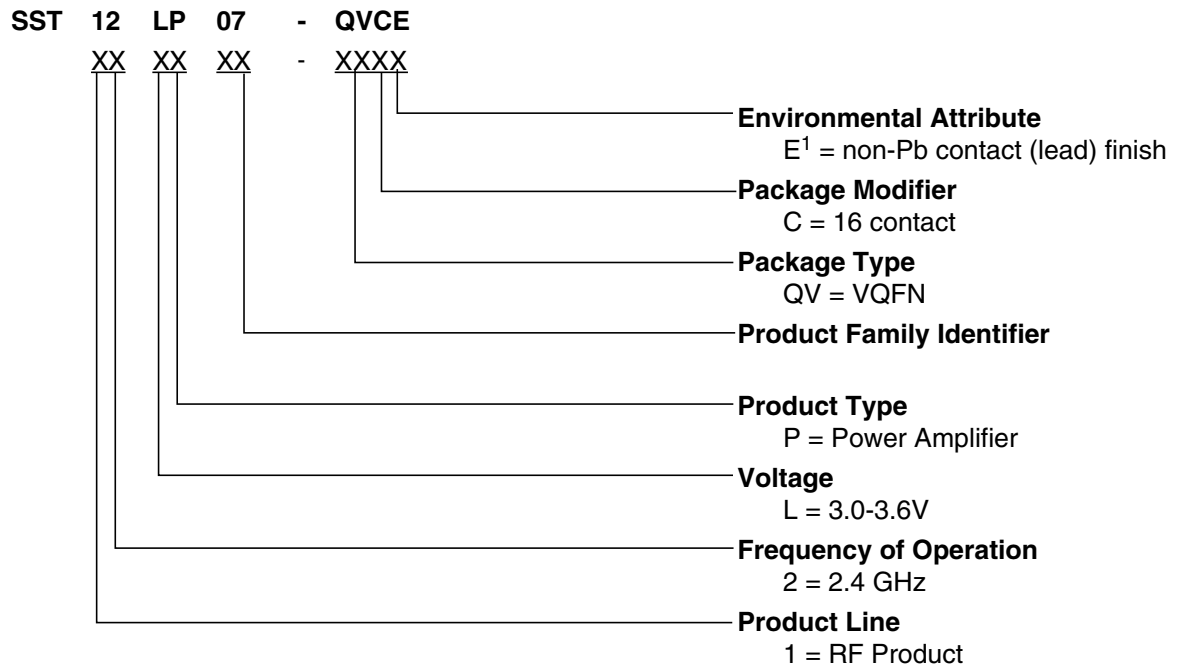 SST 12 LP 07 - QVCE
XX XX XX - XXXX
Environmental Attribute
E1 = non-Pb contact (lead) finish
Package Modifier
C = 16 contact
Package Type
QV = VQFN
Product Family Identifier
Product Type
P = Power Amplifier
Voltage
L = 3.0-3.6V
Frequency of Operation
2 = 2.4 GHz
Product Line
1 = RF Product